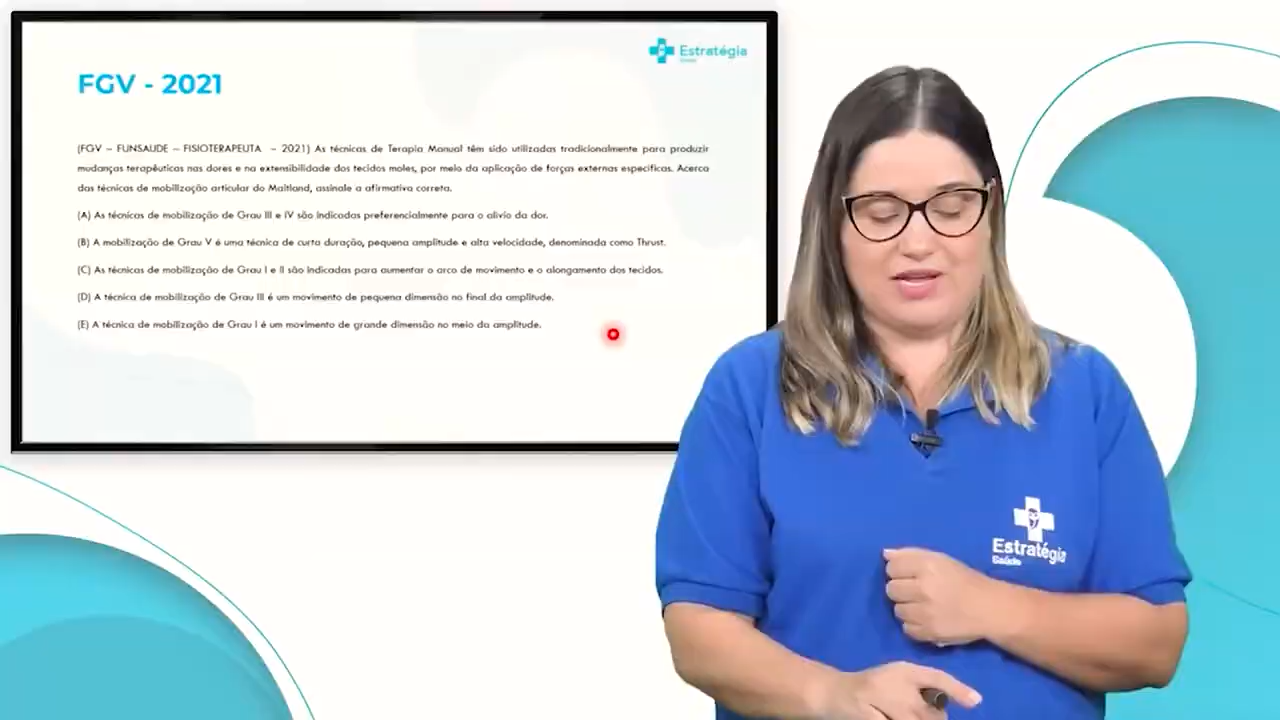 Estratégia
Saúde
FGV - 2021
(FGV – FUNSAUDE – FISIOTERAPEUTA – 2021) As técnicas de Terapia Manual têm sido utilizadas tradicionalmente para produzir
mudanças terapêuticas nas dores e na extensibilidade dos tecidos moles, por meio da aplicação de forças externas específicas. Acerca
das técnicas de mobilização articular do Maitland, assinale a afirmativa correta.
(A) As técnicas de mobilização de Grau III e IV são indicadas preferencialmente para o alívio da dor.
(B) A mobilização de Grau V é uma técnica de curta duração, pequena amplitude e alta velocidade, denominada como Thrust.
(C) As técnicas de mobilização de Grau I e II são indicadas para aumentar o arco de movimento e o alongamento dos tecidos.
(D) A técnica de mobilização de Grau III é um movimento de pequena dimensão no final da amplitude.
(E) A técnica de mobilização de Grau I é um movimento de grande dimensão no meio da amplitude.
Estratégia
Saúde